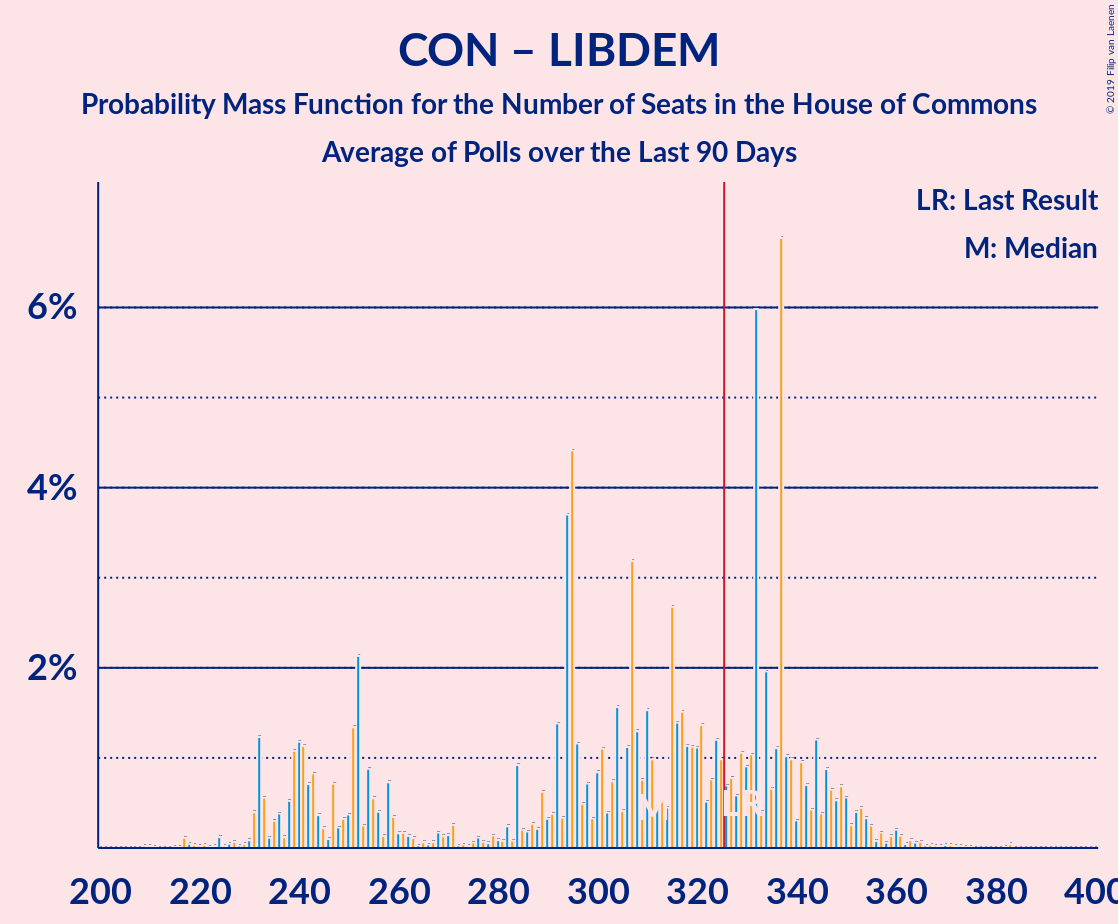 CON – LIBDEM
Probability Mass Function for the Number of Seats in the House of Commons
Average of Polls over the Last 90 Days
© 2019 Filip van Laenen
LR: Last Result
M: Median
6%
4%
2%
M
LR
200 220 240 260 280 300 320 340 360 380 400